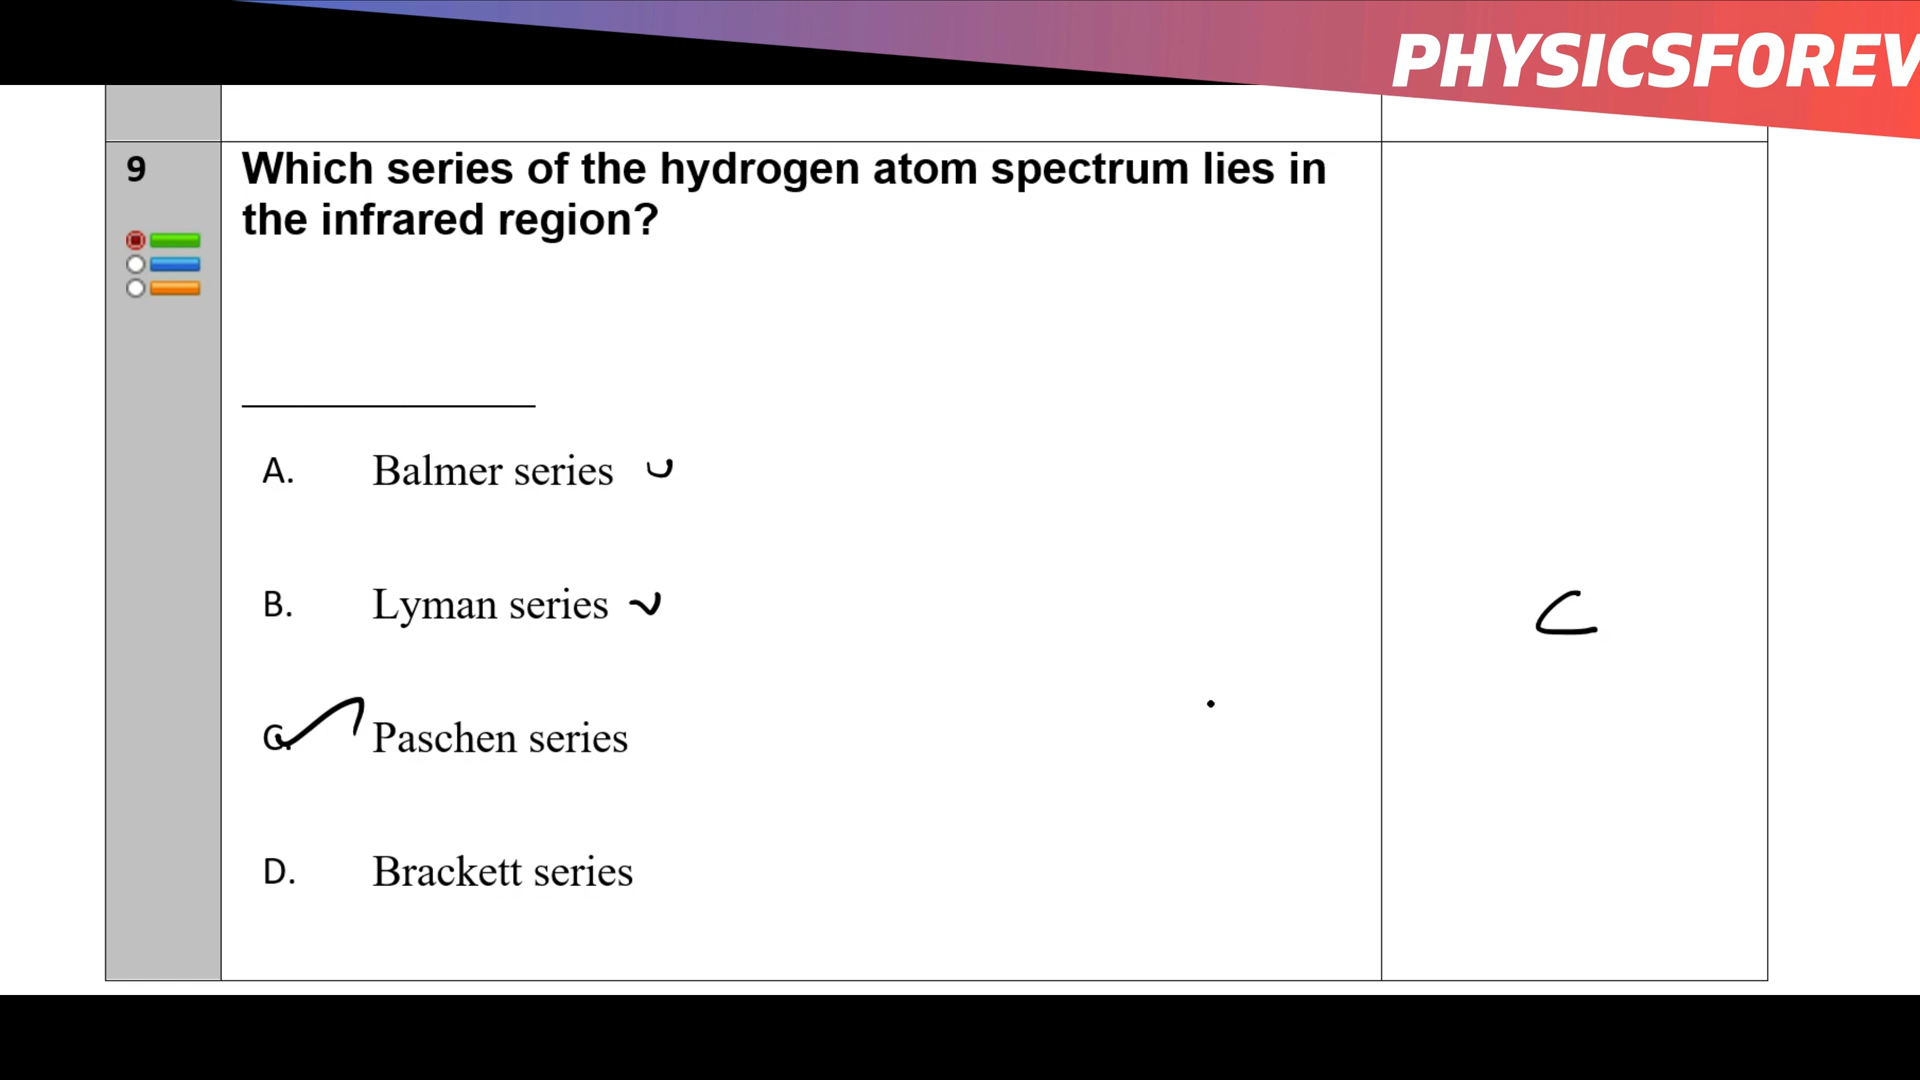 PHYSICSFOREV
9
Which series of the hydrogen atom spectrum lies in
the infrared region?
A. Balmer series
B. Lyman series
C. Paschen series
D. Brackett series
C